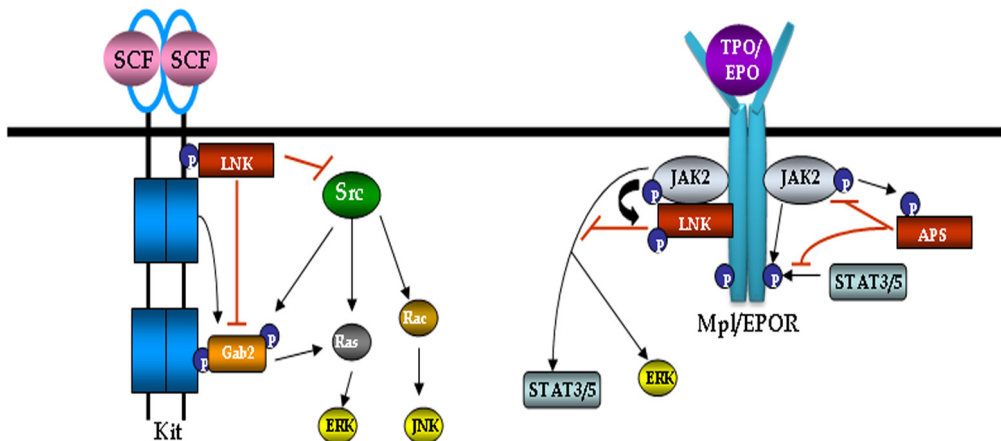 SCF SCF
TPO/
EPO
P LNK
Src
JAK2 JAK2
P P
P
LNK
P
APS
P P
STAT3/5
Mpl/EPOR
Rac
P
Gab2
P
Ras
STAT3/5
ERK
ERK
JNK
Kit